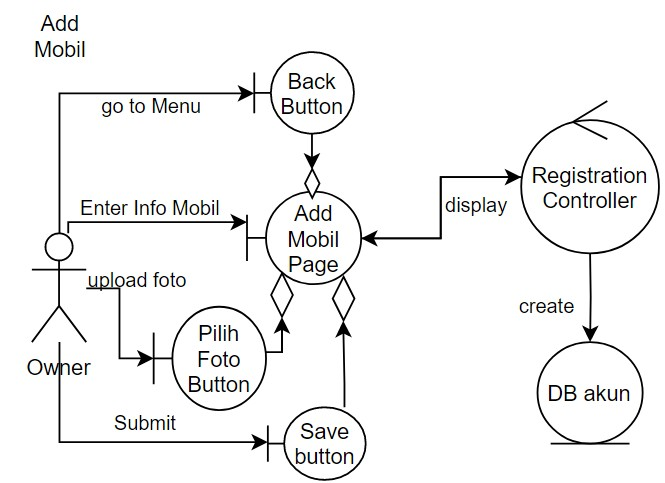 Add
Mobil
Back
Button
go to Menu
Registration
Controller
Enter Info Mobil
Add
Mobil
Page
display
upload foto
create
Pilih
Foto
Button
Owner
DB akun
Submit
Save
button